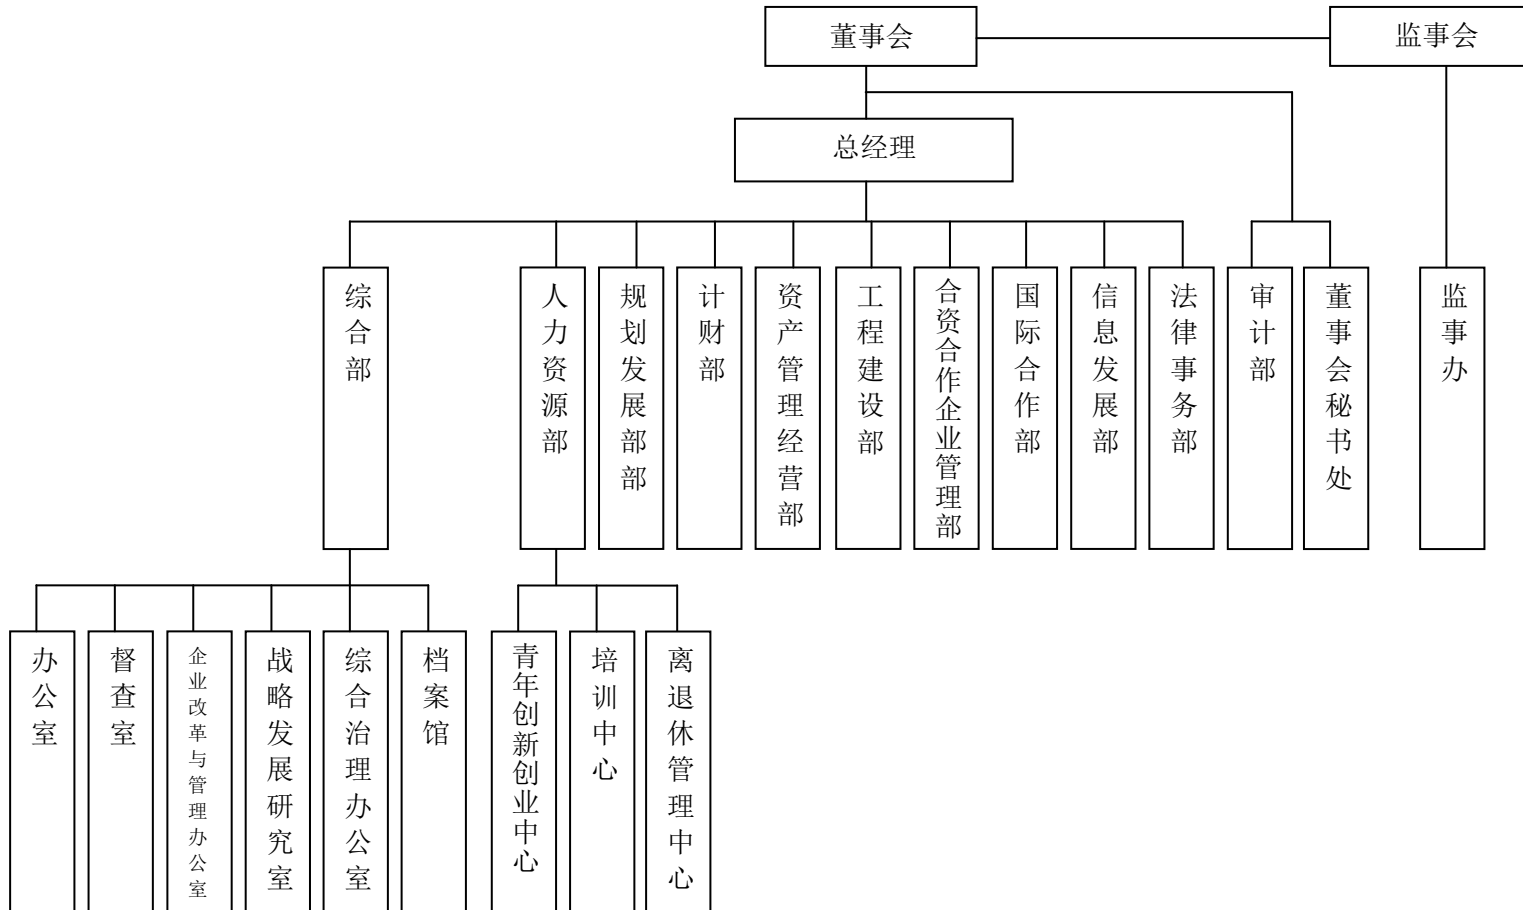 董事会
监事会
总经理
综合部
人力资源部
规划发展部部
计财部
资产管理经营部
工程建设部
合资合作企业管理部
国际合作部
信息发展部
法律事务部
审计部
董事会秘书处
监事办
办公室
督查室
企业改革与管理办公室
战略发展研究室
综合治理办公室
档案馆
青年创新创业中心
培训中心
离退休管理中心